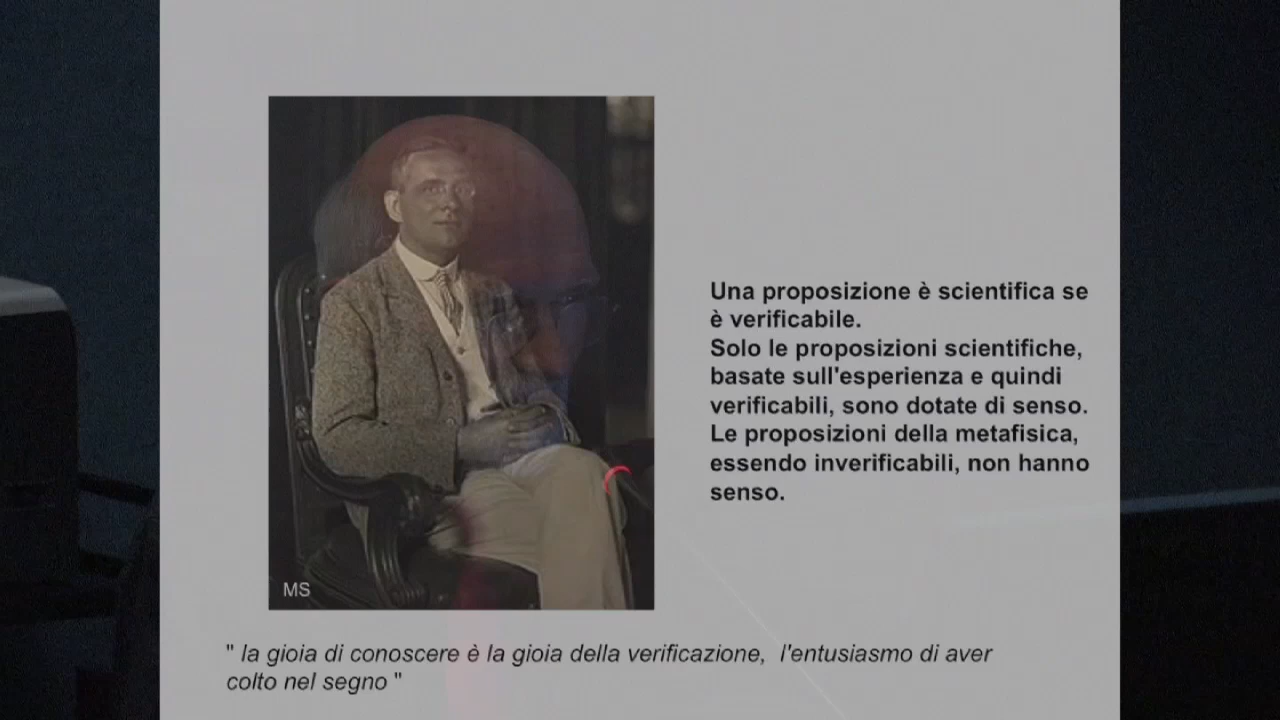 Una proposizione è scientifica se
è verificabile.
Solo le proposizioni scientifiche,
basate sull'esperienza e quindi
verificabili, sono dotate di senso.
Le proposizioni della metafisica,
essendo inverificabili, non hanno
senso.
MS
" la gioia di conoscere è la gioia della verificazione,  l'entusiasmo di aver
colto nel segno "